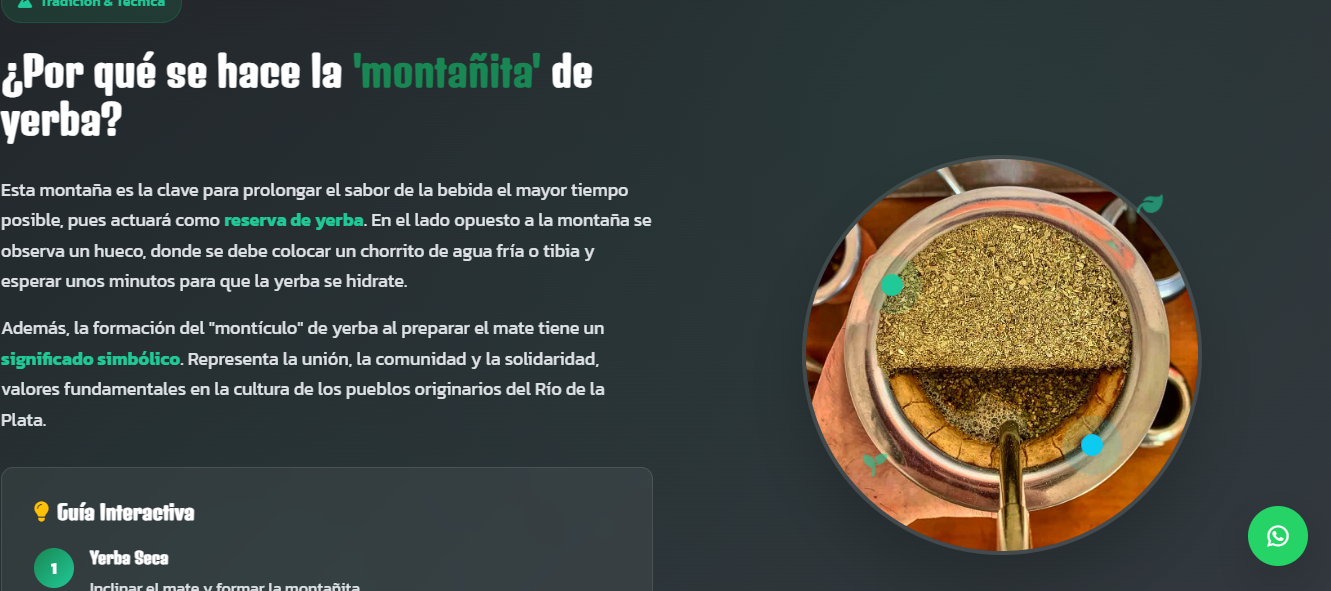 Tradición & Técnica
¿Por qué se hace la 'montañita' de
yerba?
Esta montaña es la clave para prolongar el sabor de la bebida el mayor tiempo
posible, pues actuará como reserva de yerba. En el lado opuesto a la montaña se
observa un hueco, donde se debe colocar un chorrito de agua fría o tibia y
esperar unos minutos para que la yerba se hidrate.
Además, la formación del "montículo" de yerba al preparar el mate tiene un
significado simbólico. Representa la unión, la comunidad y la solidaridad,
valores fundamentales en la cultura de los pueblos originarios del Río de la
Plata.
Guía Interactiva
1
Yerba Seca
Inclinar el mate y formar la montañita